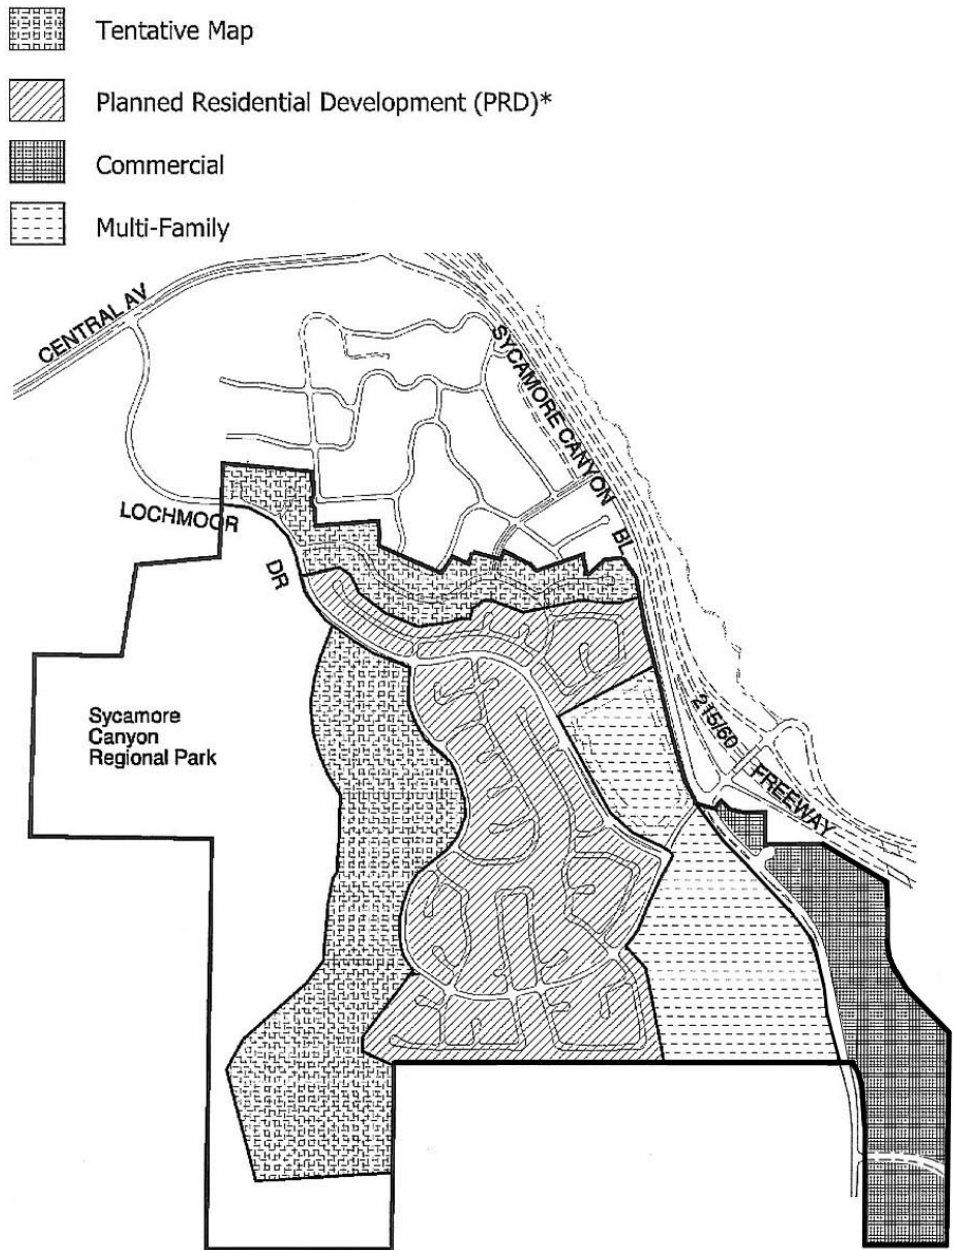 Tentative Map
Planned Residential Development (PRD)*
Commercial
Multi-Family
CENTRAL AV
SYCAMORE CANYON BL
LOCHMOOR DR
Sycamore
Canyon
Regional Park
215/60
FREEWAY